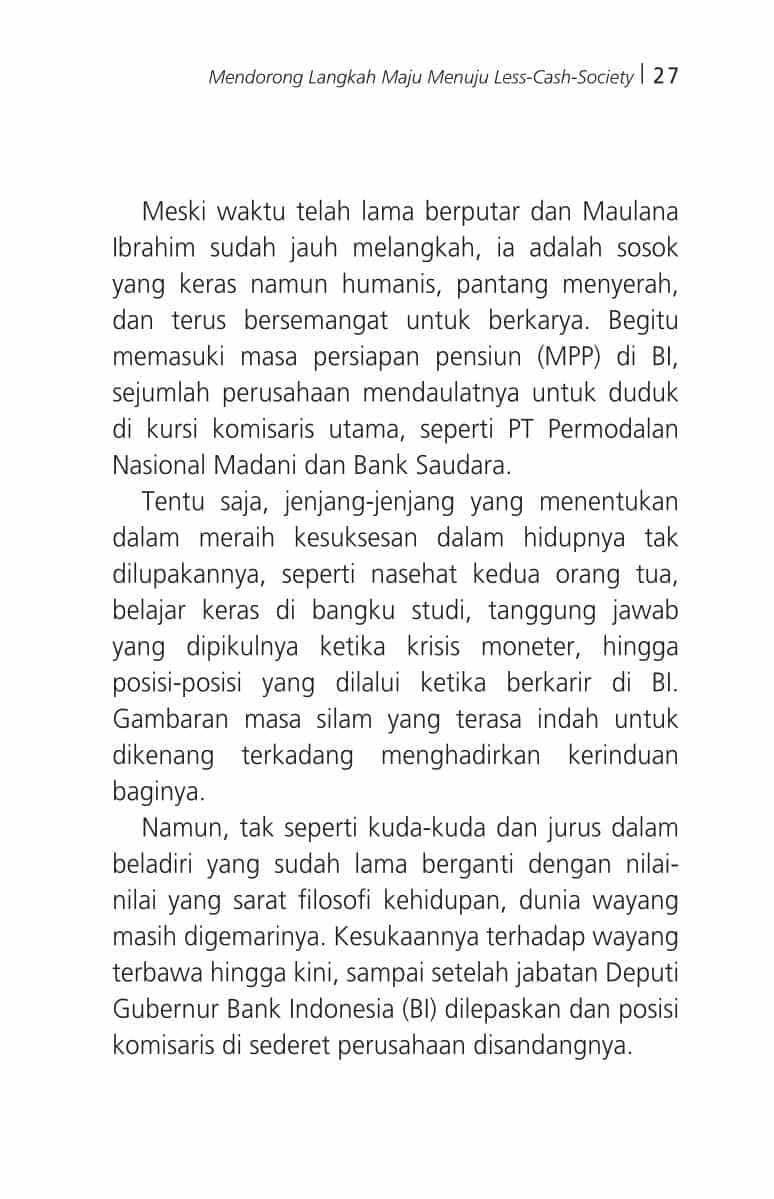 Mendorong Langkah Maju Menuju Less-Cash-Society | 27
Meski waktu telah lama berputar dan Maulana
Ibrahim sudah jauh melangkah, ia adalah sosok
yang keras namun humanis, pantang menyerah,
dan terus bersemangat untuk berkarya. Begitu
memasuki masa persiapan pensiun (MPP) di BI,
sejumlah perusahaan mendaulatnya untuk duduk
di kursi komisaris utama, seperti PT Permodalan
Nasional Madani dan Bank Saudara.
Tentu saja, jenjang-jenjang yang menentukan
dalam meraih kesuksesan dalam hidupnya tak
dilupakannya, seperti nasehat kedua orang tua,
belajar keras di bangku studi, tanggung jawab
yang dipikulnya ketika krisis moneter, hingga
posisi-posisi yang dilalui ketika berkarir di BI.
Gambaran masa silam yang terasa indah untuk
dikenang terkadang menghadirkan kerinduan
baginya.
Namun, tak seperti kuda-kuda dan jurus dalam
beladiri yang sudah lama berganti dengan nilai-
nilai yang sarat filosofi kehidupan, dunia wayang
masih digemarinya. Kesukaannya terhadap wayang
terbawa hingga kini, sampai setelah jabatan Deputi
Gubernur Bank Indonesia (BI) dilepaskan dan posisi
komisaris di sederet perusahaan disandangnya.